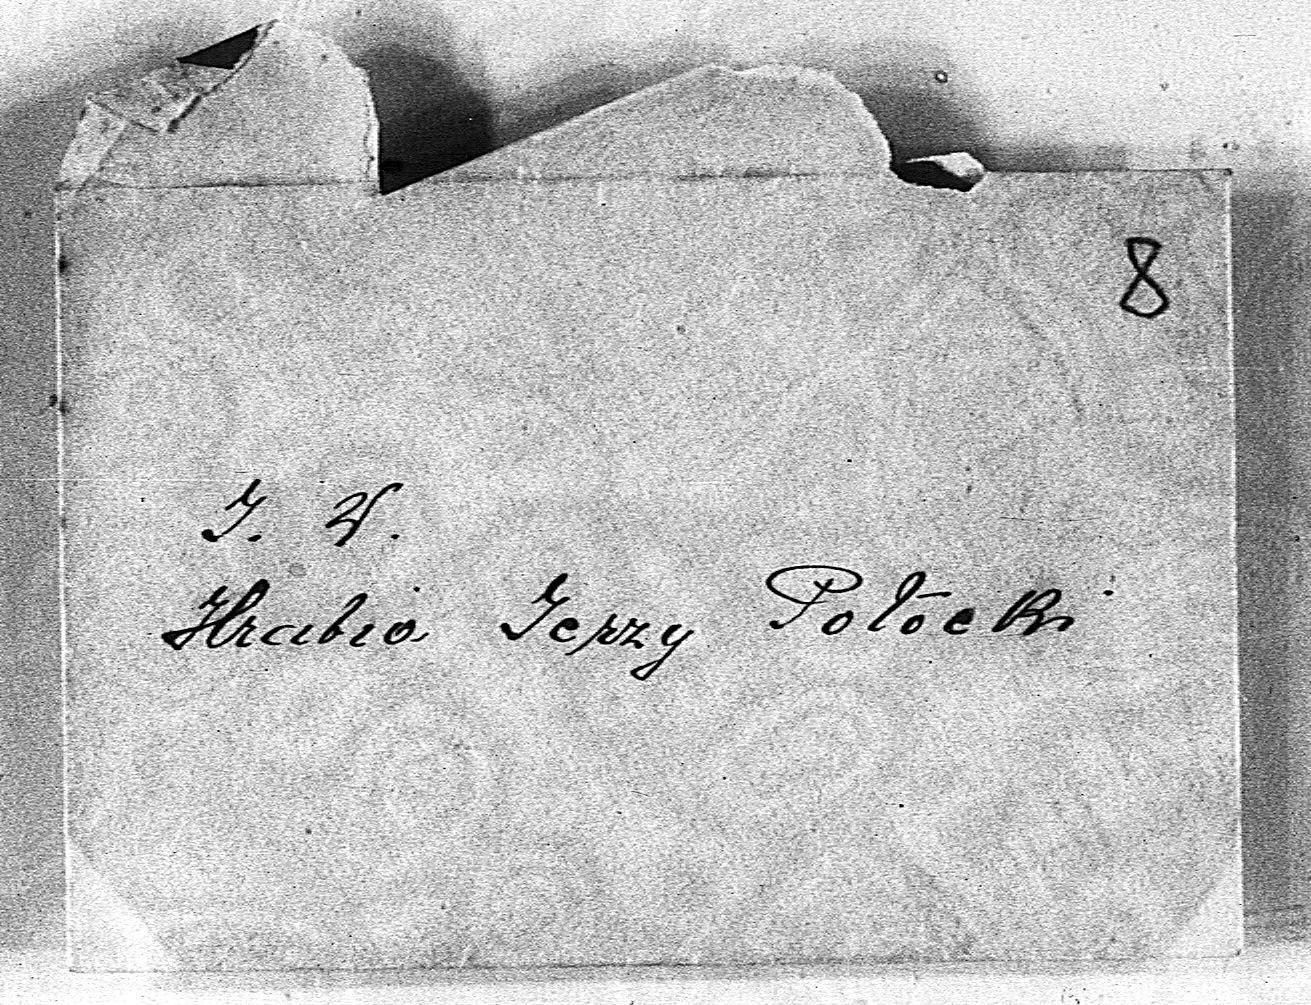 8
J. W.
Hrabia Jerzy Potocki